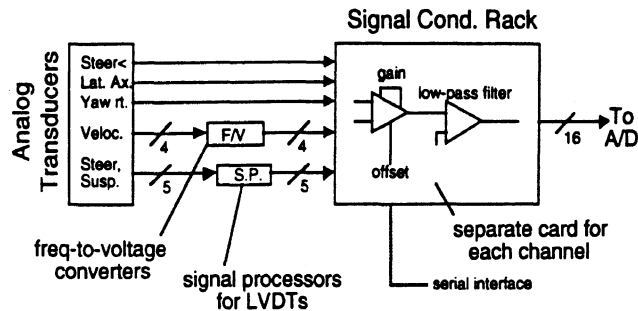 Signal Cond. Rack
Analog
Transducers
Steer<
Lat. Ax.
Yaw rt.
Veloc.
Steer,
Susp.
4
F/V
4
5
S.P.
5
gain
low-pass filter
offset
16
To
A/D
separate card for
each channel
serial interface
freq-to-voltage
converters
signal processors
for LVDTs